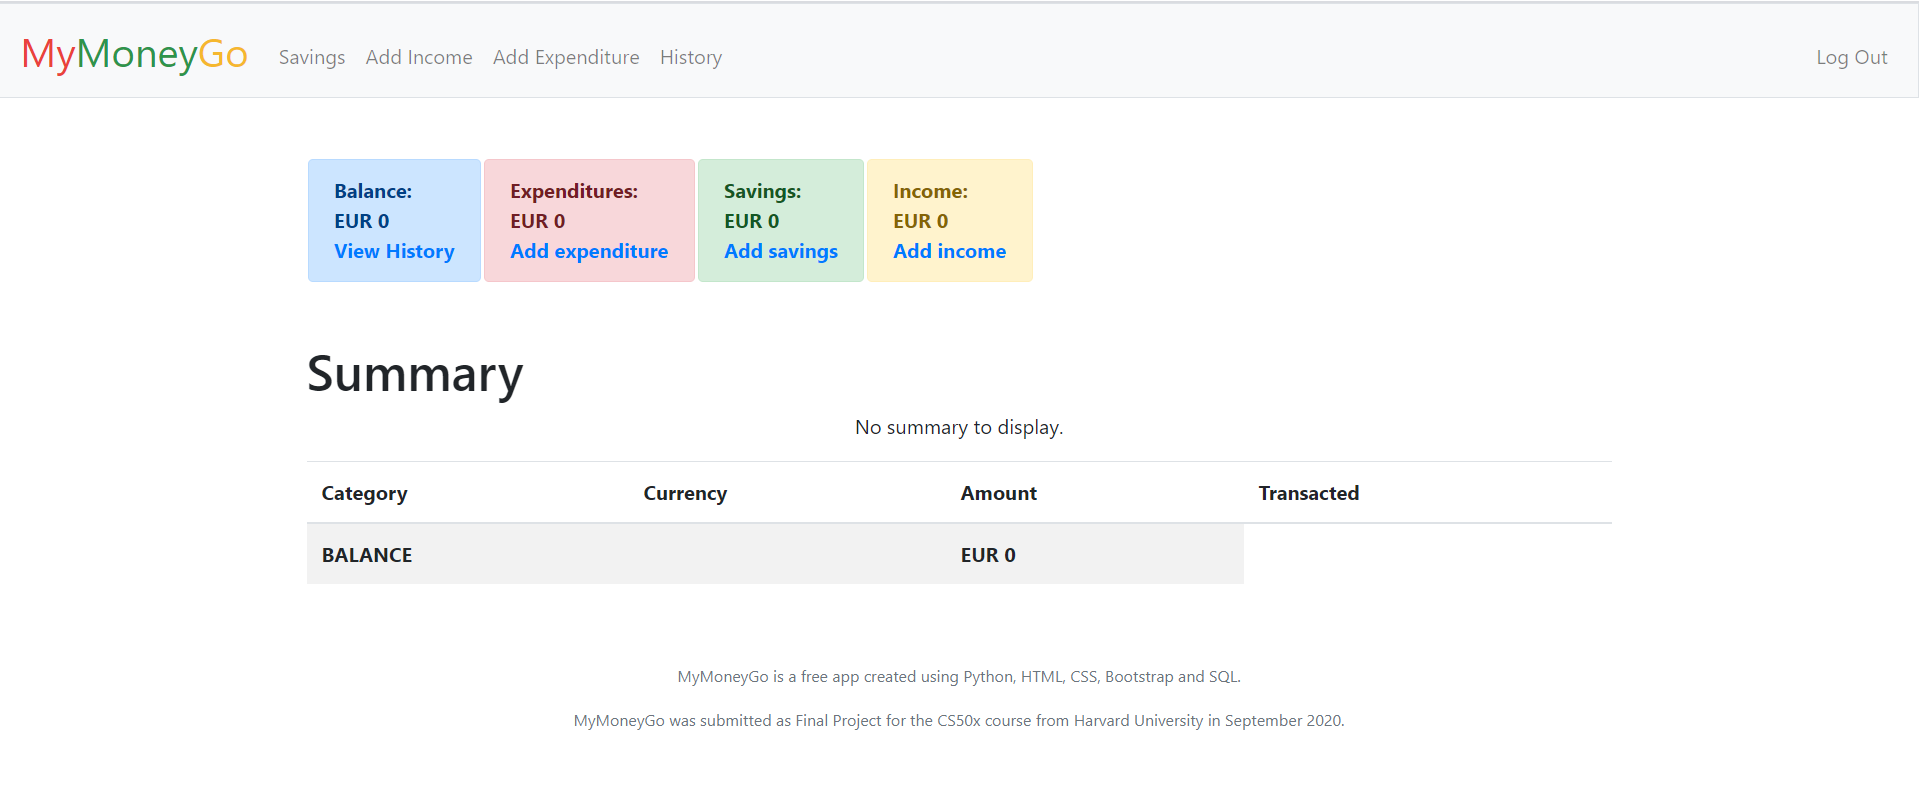 MyMoneyGo Savings Add Income Add Expenditure History Log Out
Balance:
EUR 0
View History
Expenditures:
EUR 0
Add expenditure
Savings:
EUR 0
Add savings
Income:
EUR 0
Add income
Summary
No summary to display.
Category Currency Amount Transacted
BALANCE EUR 0
MyMoneyGo is a free app created using Python, HTML, CSS, Bootstrap and SQL.
MyMoneyGo was submitted as Final Project for the CS50x course from Harvard University in September 2020.